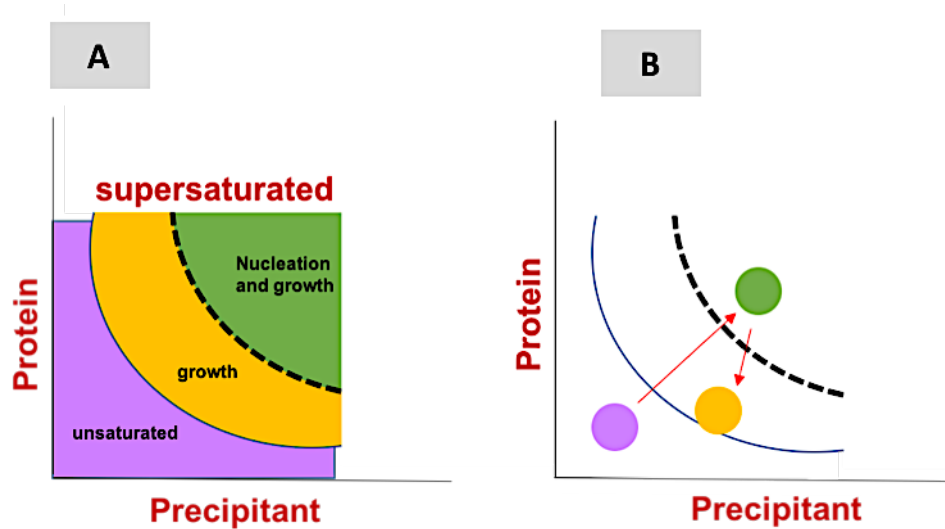 A
supersaturated
Nucleation
and growth
growth
unsaturated
Protein
Precipitant
B
Protein
Precipitant